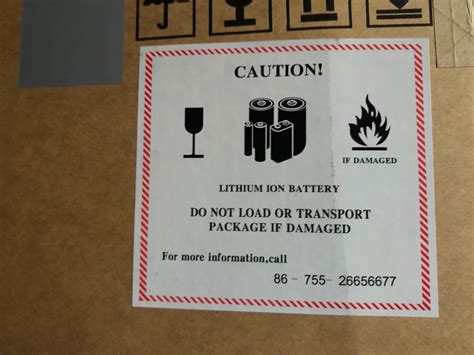 CAUTION!
IF DAMAGED
LITHIUM ION BATTERY
DO NOT LOAD OR TRANSPORT
PACKAGE IF DAMAGED
For more information,call
86-755-26656677